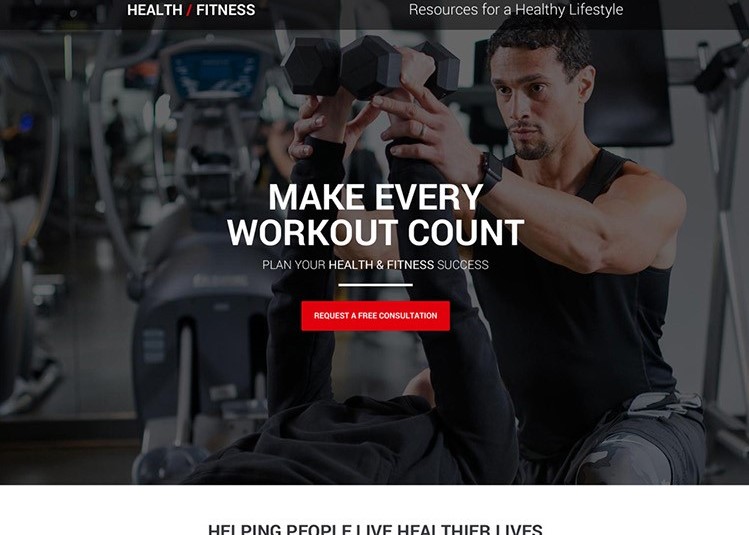 HEALTH / FITNESS
Resources for a Healthy Lifestyle
MAKE EVERY
WORKOUT COUNT
PLAN YOUR HEALTH & FITNESS SUCCESS
REQUEST A FREE CONSULTATION
HELPING PEOPLE LIVE HEALTHIER LIVES